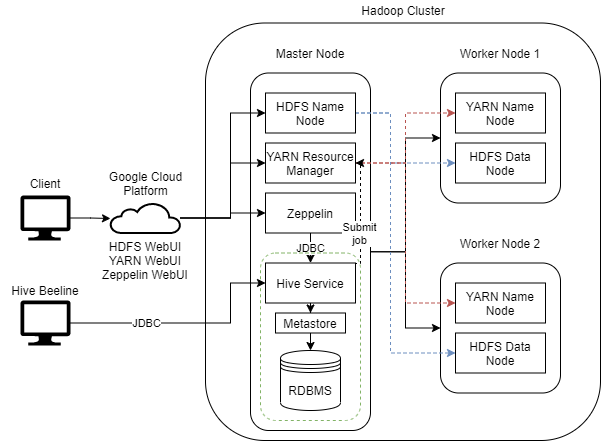 Hadoop Cluster
Master Node
Worker Node 1
HDFS Name
Node
YARN Name
Node
YARN Resource
Manager
HDFS Data
Node
Client
Google Cloud
Platform
Zeppelin
HDFS WebUI
YARN WebUI
Zeppelin WebUI
Submit
job
JDBC
Worker Node 2
Hive Beeline
Hive Service
YARN Name
Node
JDBC
Metastore
HDFS Data
Node
RDBMS